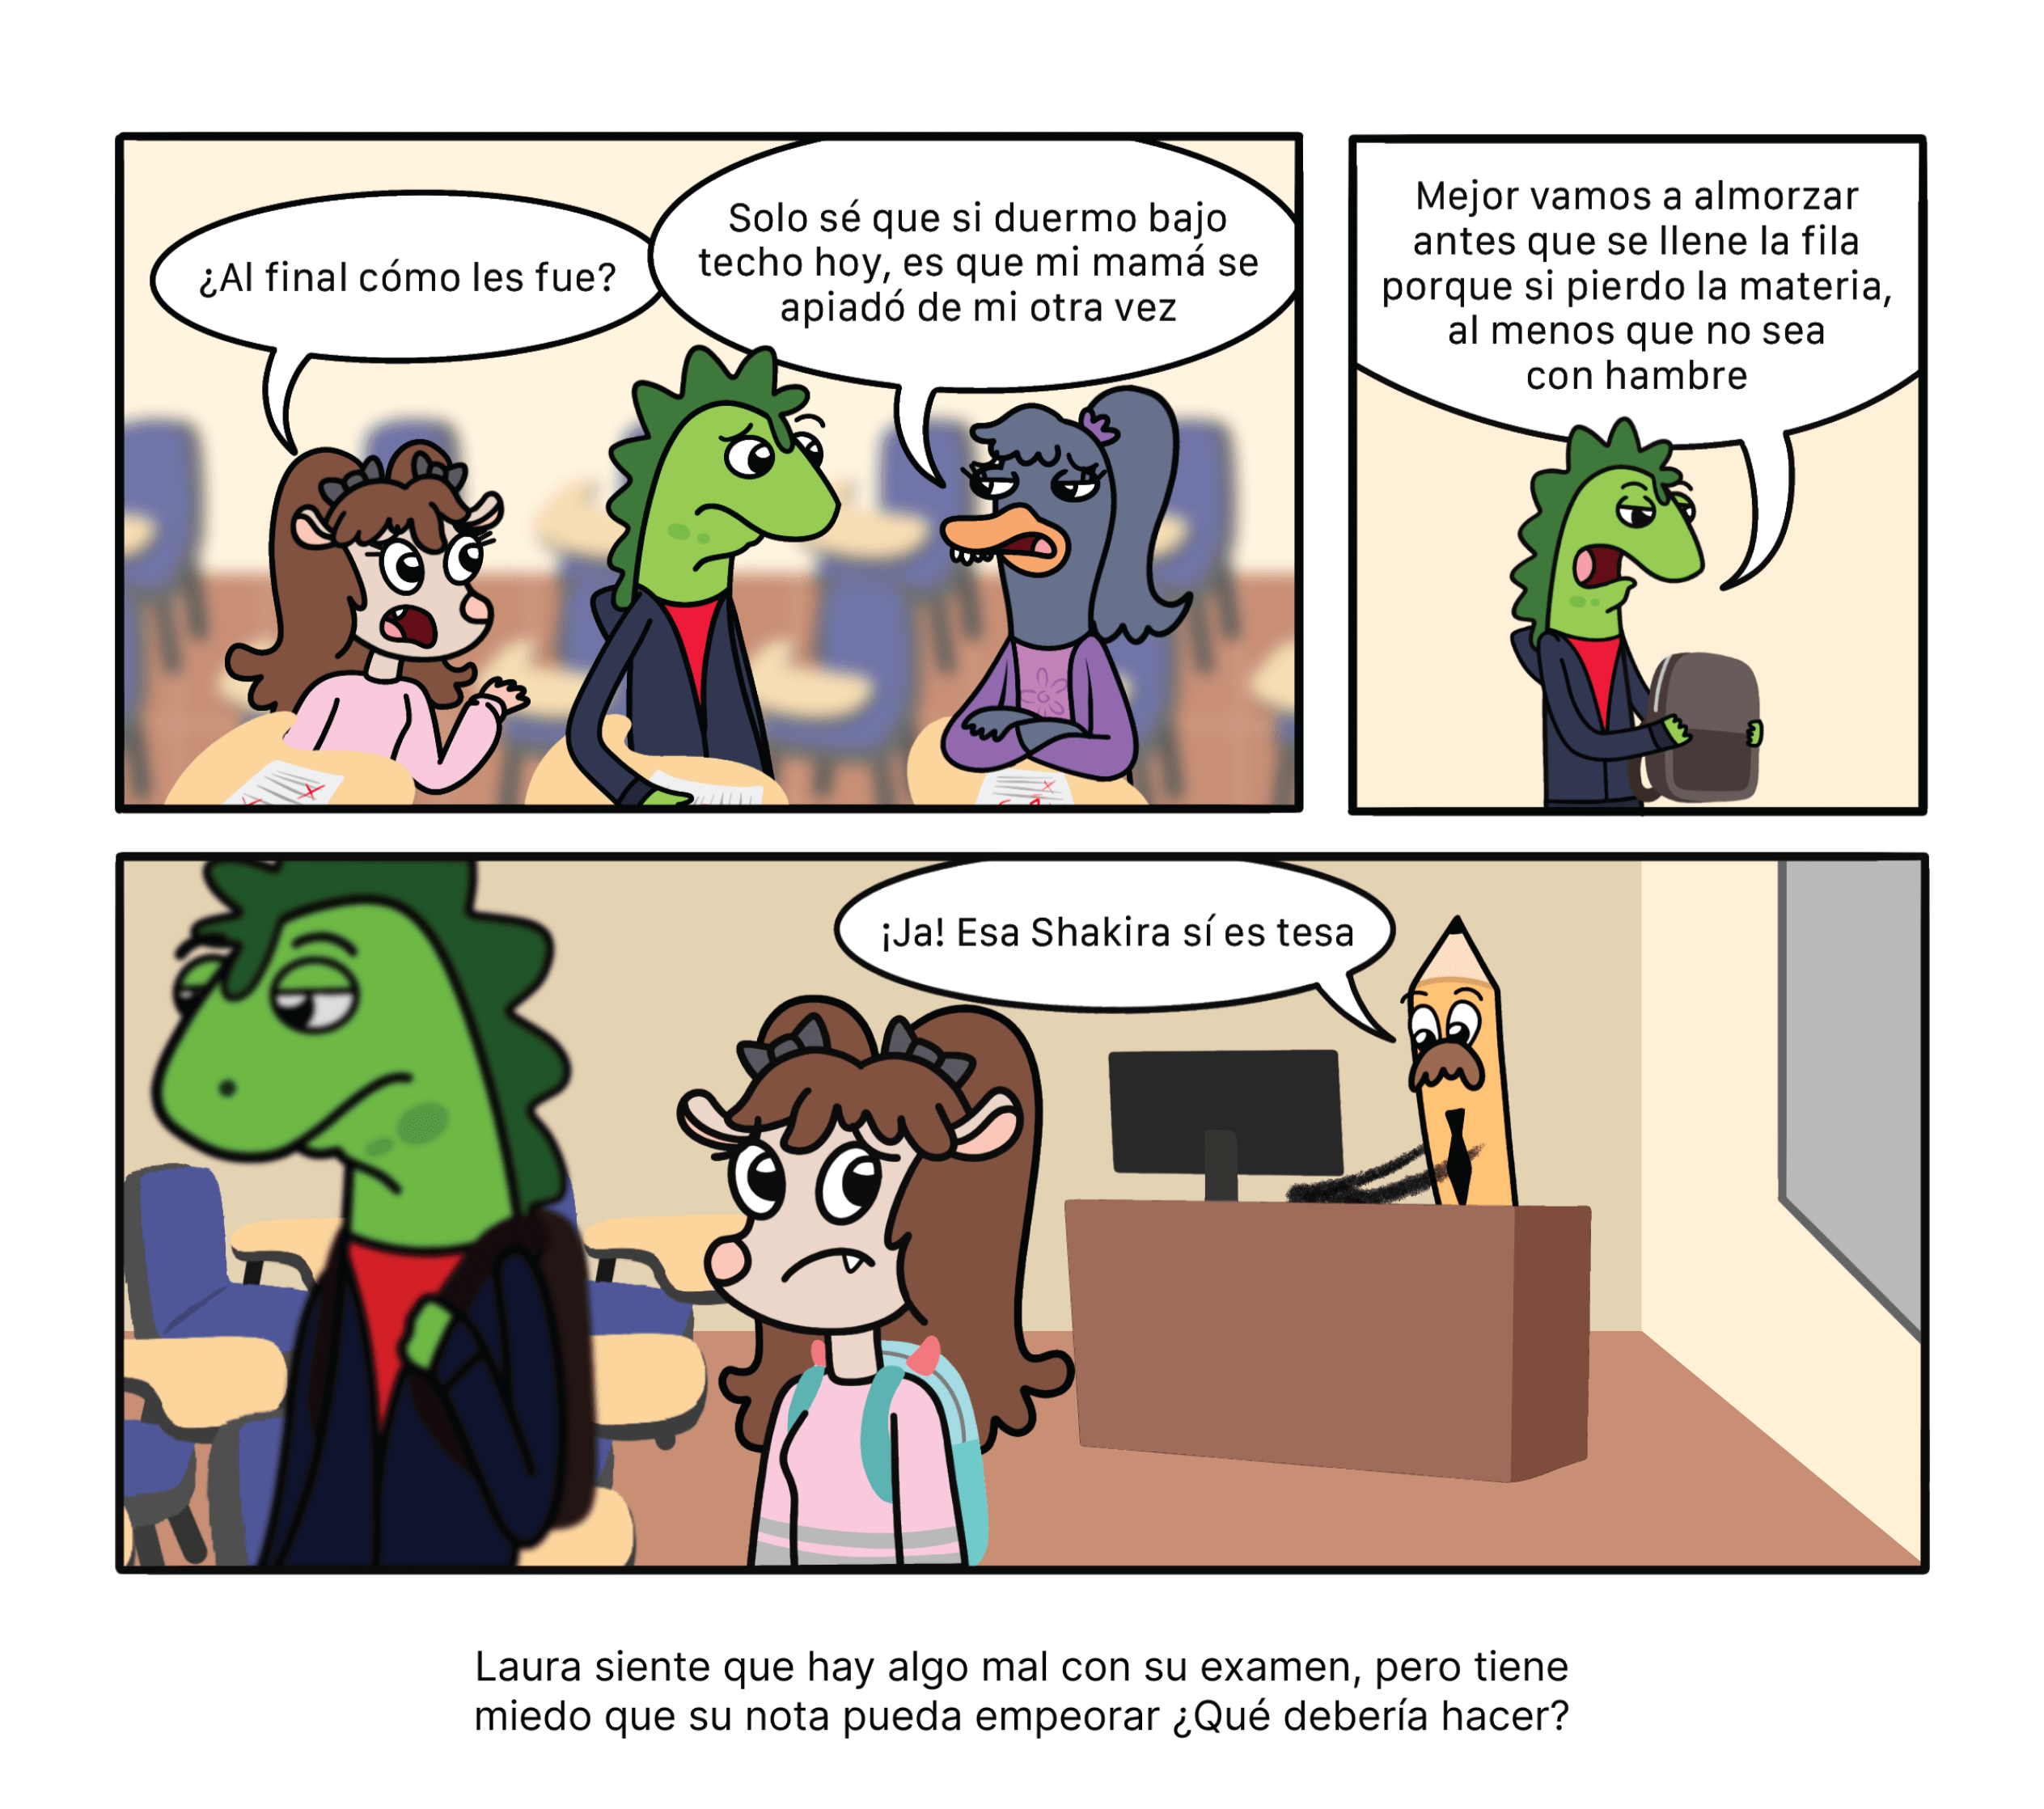 ¿Al final cómo les fue?
Solo sé que si duermo bajo
techo hoy, es que mi mamá se
apiadó de mi otra vez
Mejor vamos a almorzar
antes que se llene la fila
porque si pierdo la materia,
al menos que no sea
con hambre
¡Ja! Esa Shakira sí es tesa
Laura siente que hay algo mal con su examen, pero tiene
miedo que su nota pueda empeorar ¿Qué debería hacer?